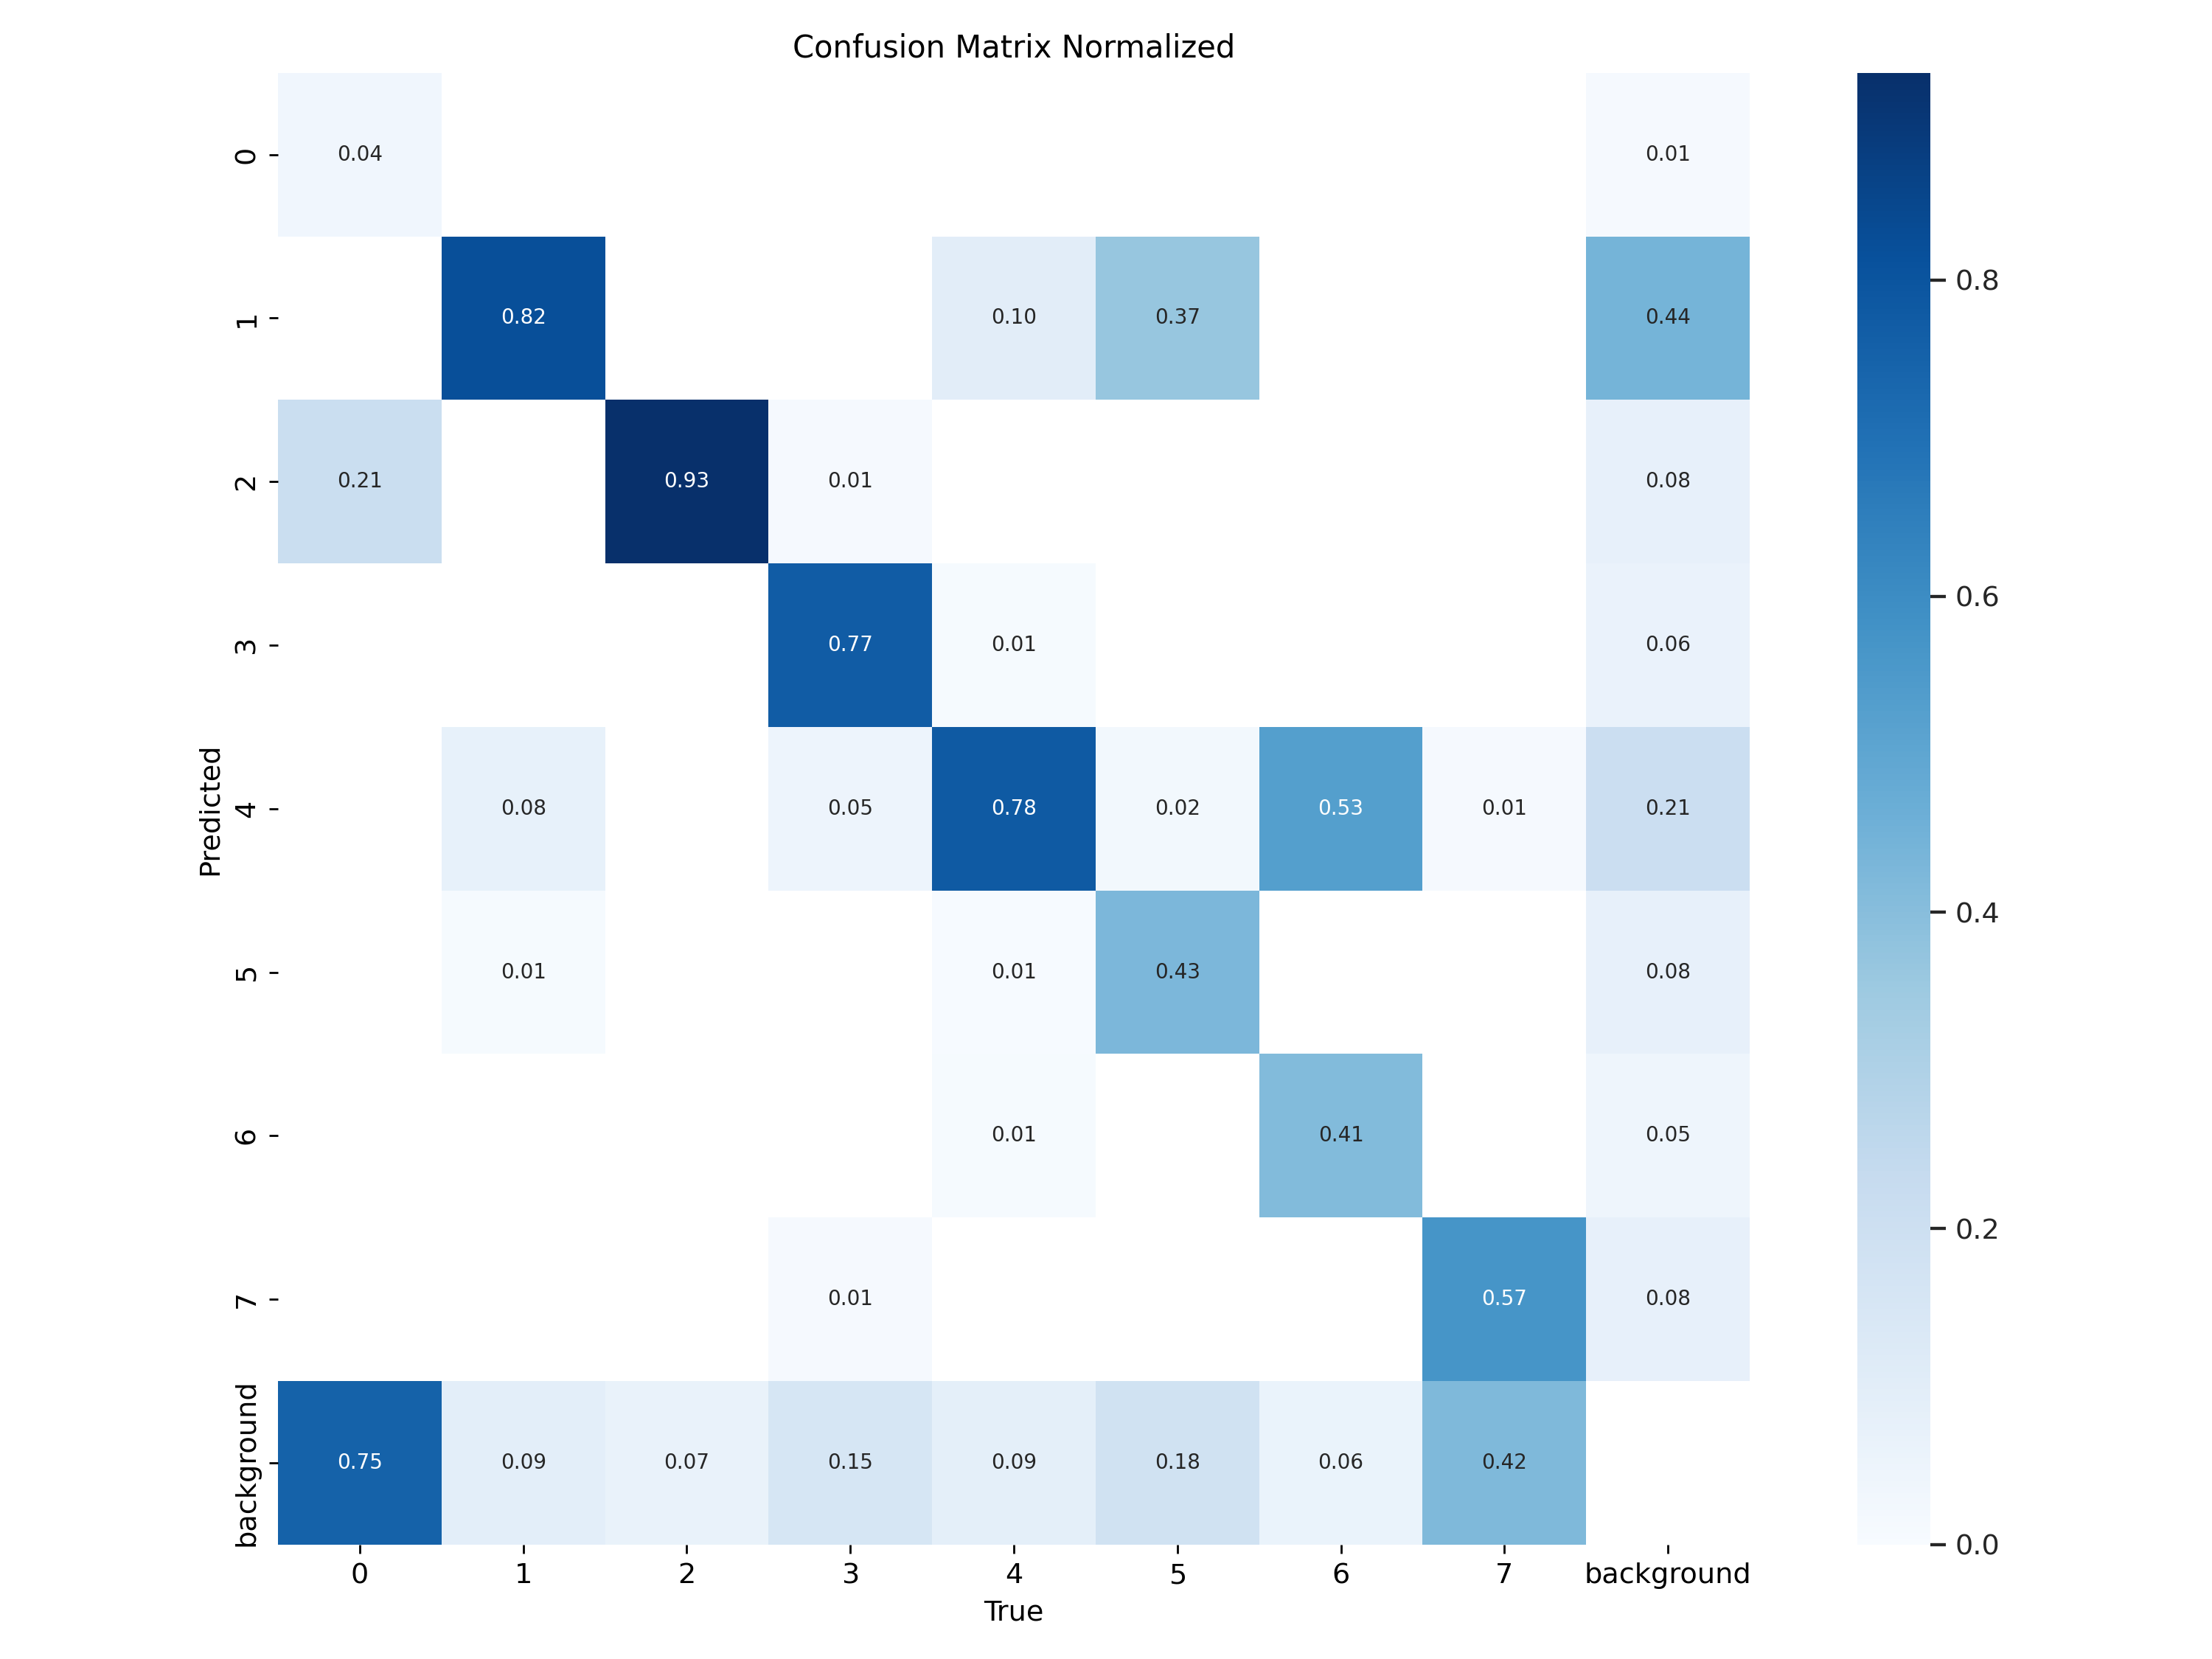 Confusion Matrix Normalized
0 0.04 0.01
1 0.82 0.10 0.37 0.44 0.8
2 0.21 0.93 0.01 0.08
3 0.77 0.01 0.06 0.6
Predicted
4 0.08 0.05 0.78 0.02 0.53 0.01 0.21
0.4
5 0.01 0.01 0.43 0.08
6 0.01 0.41 0.05
0.2
7 0.01 0.57 0.08
background 0.75 0.09 0.07 0.15 0.09 0.18 0.06 0.42
0.0
0 1 2 3 4 5 6 7 background
True